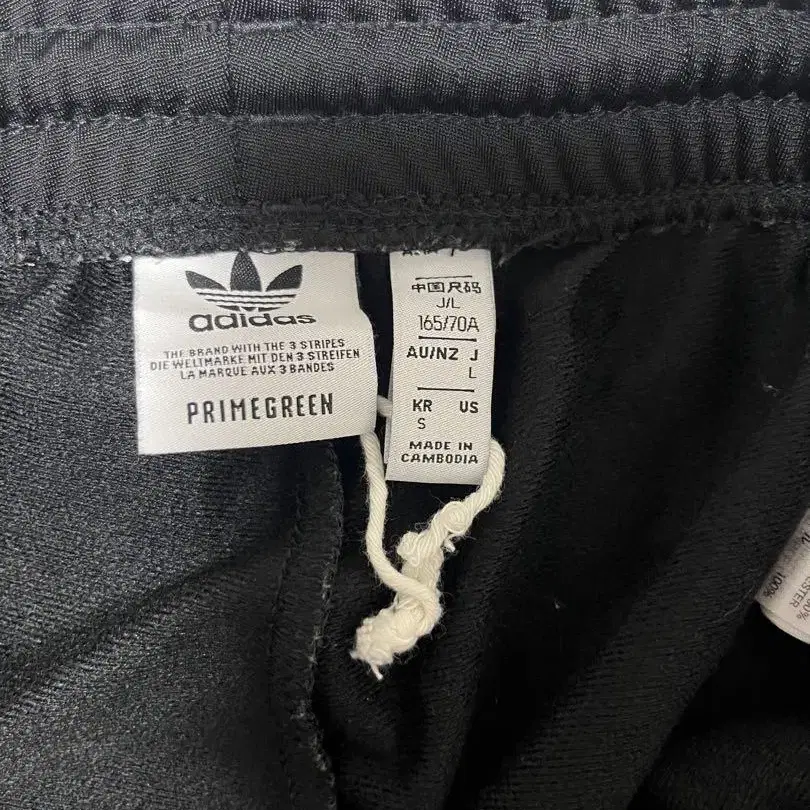 adidas
THE BRAND WITH THE 3 STRIPES
DIE WELTMARKE MIT DEN 3 STREIFEN
LA MARQUE AUX 3 BANDES
PRIMEGREEN
中国尺码
J/L
165/70A
AU/NZ J
L
KR US
S
MADE IN
CAMBODIA
100%